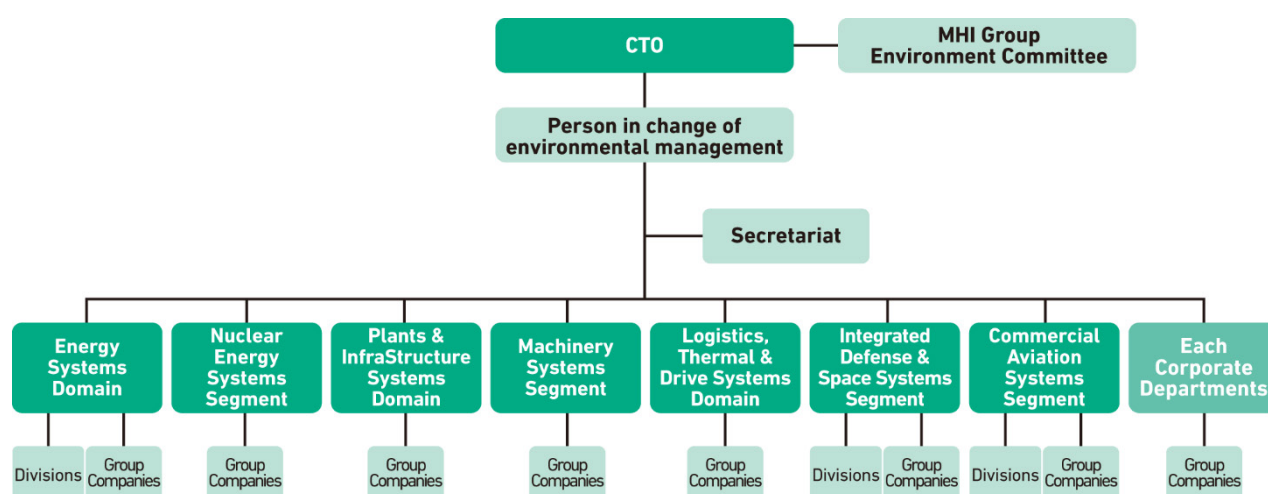 CTO
MHI Group
Environment Committee
Person in change of
environmental management
Secretariat
Energy
Systems
Domain
Nuclear
Energy
Systems
Segment
Plants &
InfraStructure
Systems
Domain
Machinery
Systems
Segment
Logistics,
Thermal &
Drive Systems
Domain
Integrated
Defense &
Space Systems
Segment
Commercial
Aviation
Systems
Segment
Each
Corporate
Departments
Divisions
Group
Companies
Group
Companies
Group
Companies
Group
Companies
Group
Companies
Divisions
Group
Companies
Divisions
Group
Companies
Group
Companies